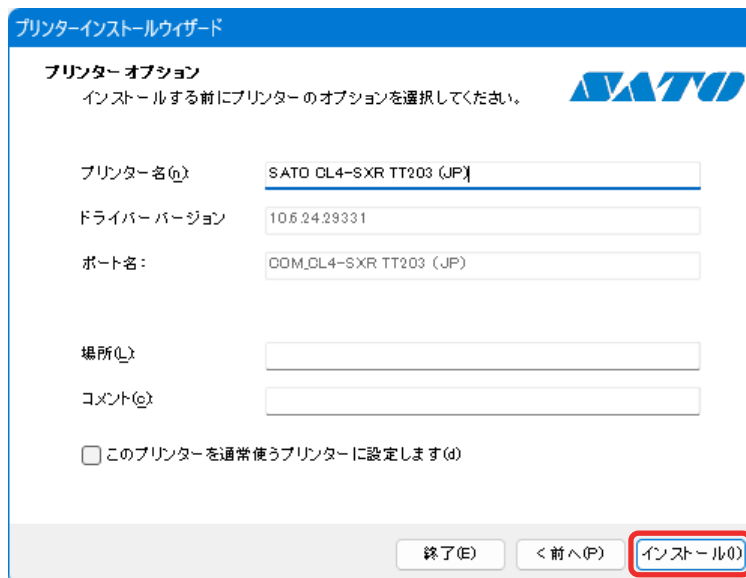 プリンターインストールウィザード
プリンター オプション
インストールする前にプリンターのオプションを選択してください。
SATO
プリンター名(n):
SATO CL4-SXR TT203 (JP)
ドライバー バージョン
10.6.24.29331
ポート名：
COM_CL4-SXR TT203 (JP)
場所(L):
コメント(c):
このプリンターを通常使うプリンターに設定します(d)
終了(E)
< 前へ(P)
インストール(I)